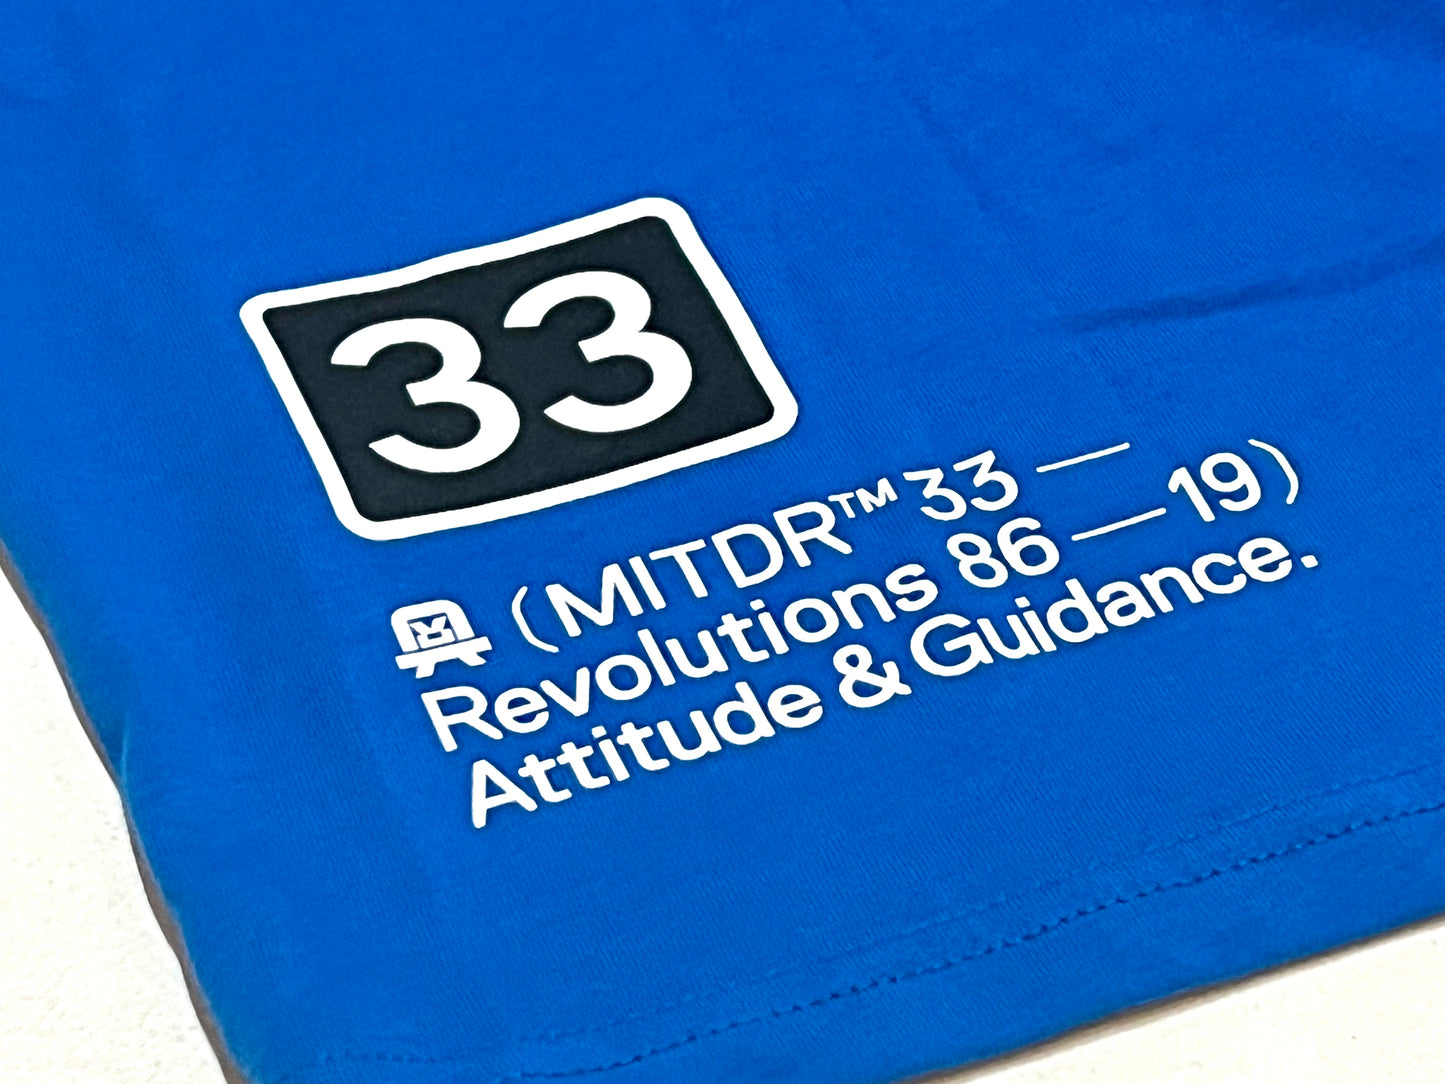 33
(MITDR™ 33 —
Revolutions 86 — 19)
Attitude & Guidance.